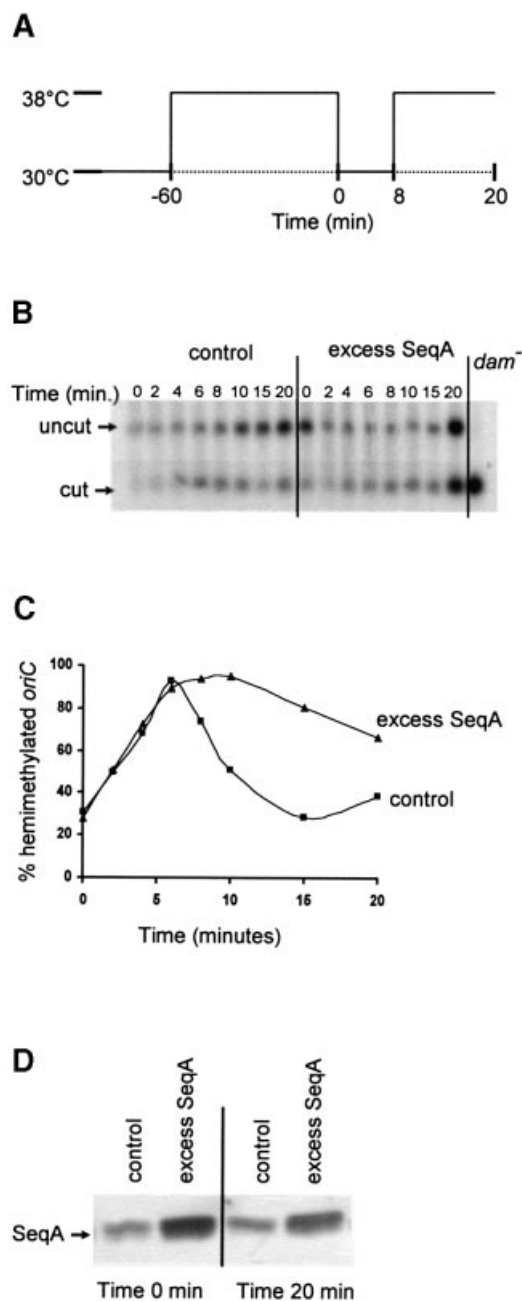 A
38°C
30°C
-60 0 8 20
Time (min)
B
control excess SeqA dam-
Time (min.) 0 2 4 6 8 10 15 20 0 2 4 6 8 10 15 20
uncut
cut
C
% hemimethylated oriC
100
80
60
40
20
0
excess SeqA
control
0 5 10 15 20
Time (minutes)
D
control excess SeqA control excess SeqA
SeqA
Time 0 min Time 20 min